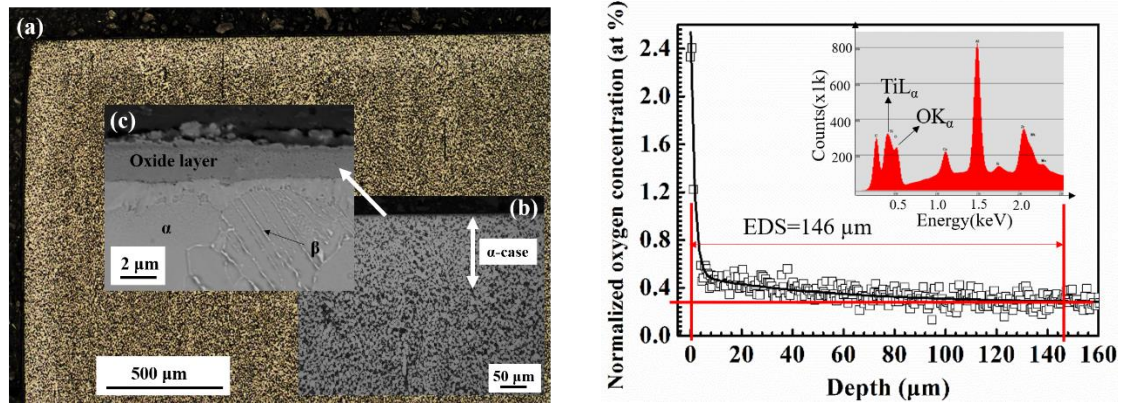 (a)
(c)
Oxide layer
α
β
2 μm
(b)
α-case
500 μm
50 μm
Normalized oxygen concentration (at %)
2.4
2.0
1.6
1.2
0.8
0.4
0.0
0 20 40 60 80 100 120 140 160
Depth (μm)
EDS=146 μm
Counts(x1k)
800
600
400
200
TiLα
OKα
0.5 1.0 1.5 2.0
Energy(keV)